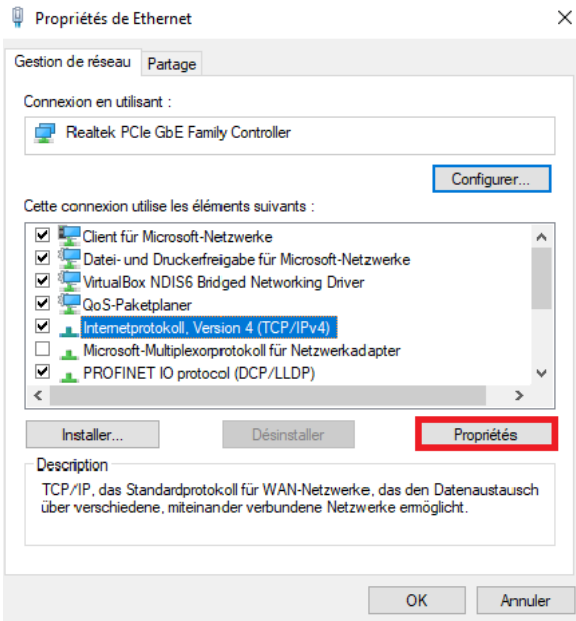 Propriétés de Ethernet
Gestion de réseau
Partage
Connexion en utilisant :
Realtek PCIe GbE Family Controller
Configurer...
Cette connexion utilise les éléments suivants :
Client für Microsoft-Netzwerke
Datei- und Druckerfreigabe für Microsoft-Netzwerke
VirtualBox NDIS6 Bridged Networking Driver
QoS-Paketplaner
Internetprotokoll, Version 4 (TCP/IPv4)
Microsoft-Multiplexorprotokoll für Netzwerkadapter
PROFINET IO protocol (DCP/LLDP)
Installer...
Désinstaller
Propriétés
Description
TCP/IP, das Standardprotokoll für WAN-Netzwerke, das den Datenaustausch
über verschiedene, miteinander verbundene Netzwerke ermöglicht.
OK
Annuler